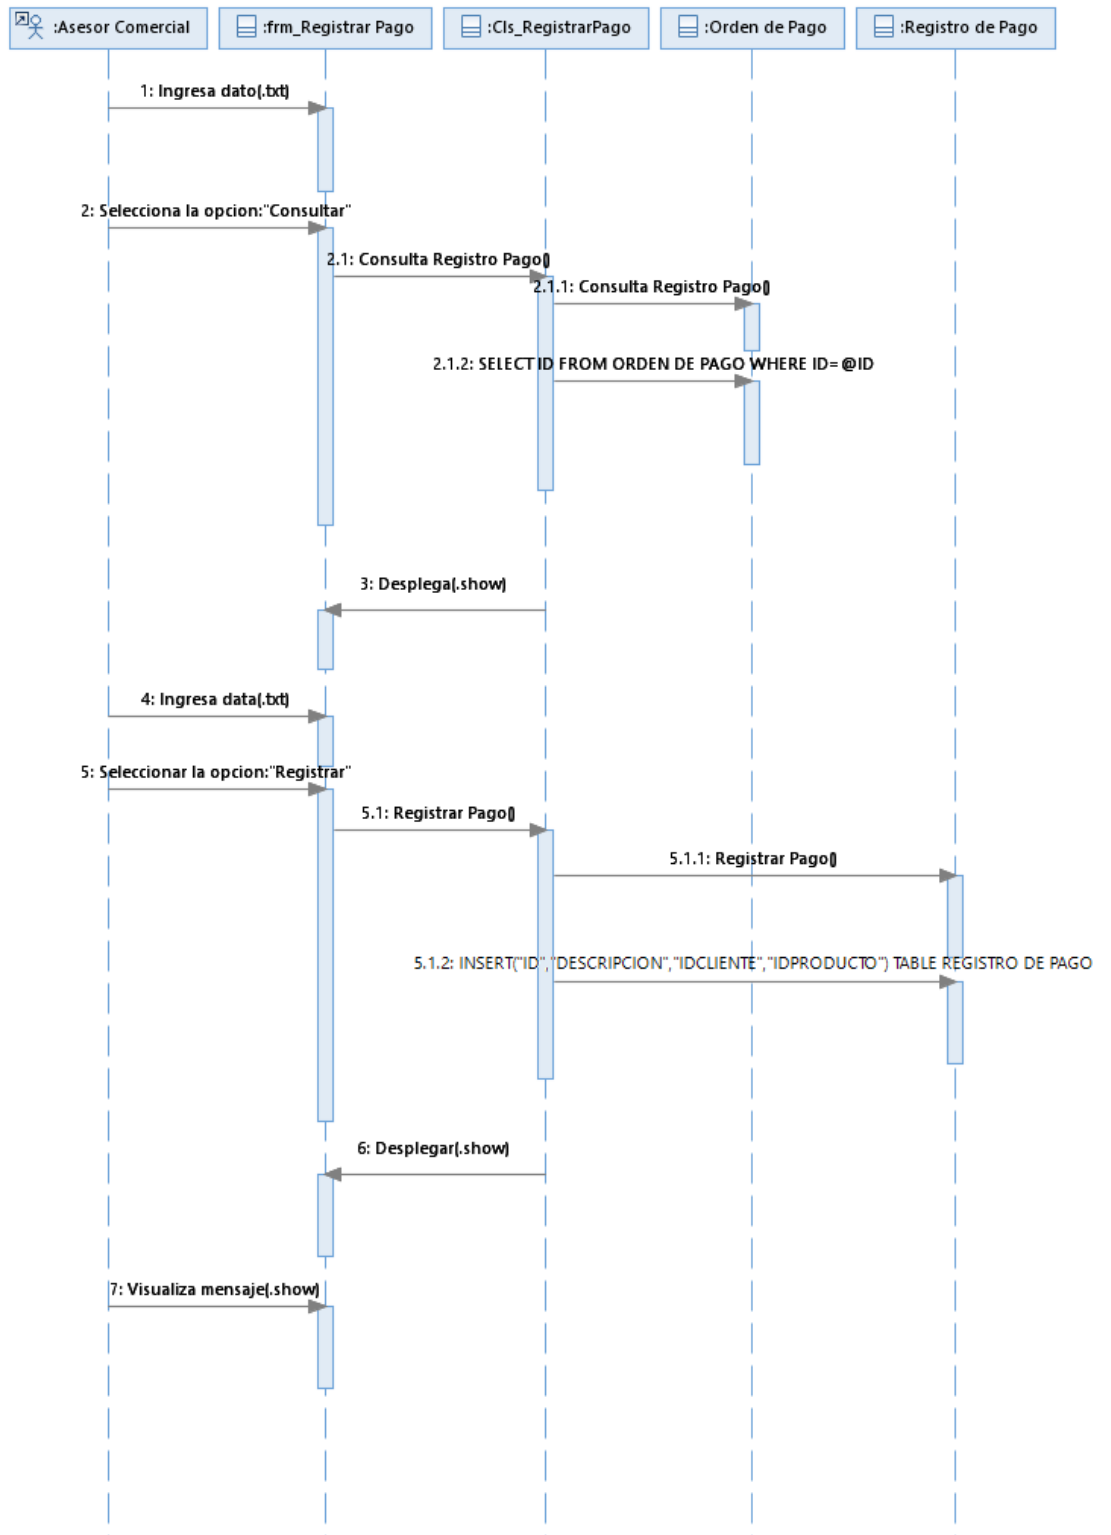 :Asesor Comercial
:frm_Registrar Pago
:Cls_RegistrarPago
:Orden de Pago
:Registro de Pago
1: Ingresa dato(.txt)
2: Selecciona la opcion:"Consultar"
2.1: Consulta Registro Pago()
2.1.1: Consulta Registro Pago()
2.1.2: SELECT ID FROM ORDEN DE PAGO WHERE ID=@ID
3: Desplega(.show)
4: Ingresa data(.txt)
5: Seleccionar la opcion:"Registrar"
5.1: Registrar Pago()
5.1.1: Registrar Pago()
5.1.2: INSERT("ID","DESCRIPCION","IDCLIENTE","IDPRODUCTO") TABLE REGISTRO DE PAGO
6: Desplegar(.show)
7: Visualiza mensaje(.show)